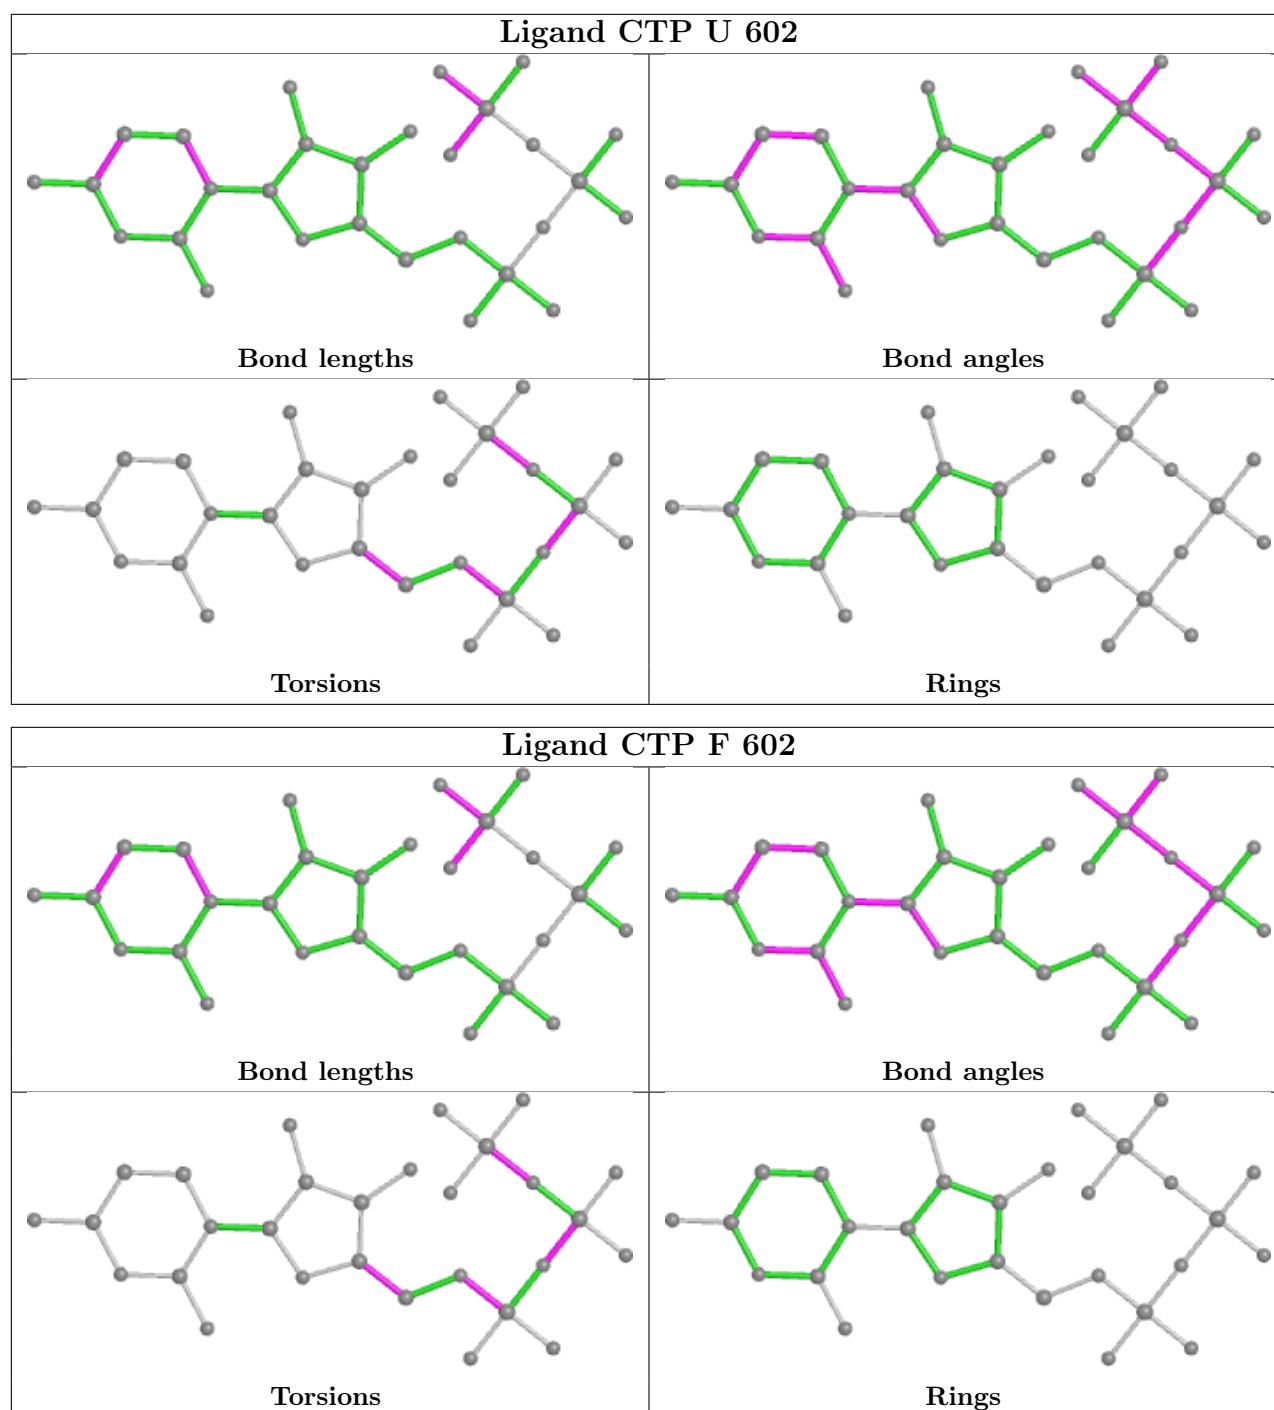 Ligand CTP U 602
Bond lengths
Bond angles
Torsions
Rings
Ligand CTP F 602
Bond lengths
Bond angles
Torsions
Rings